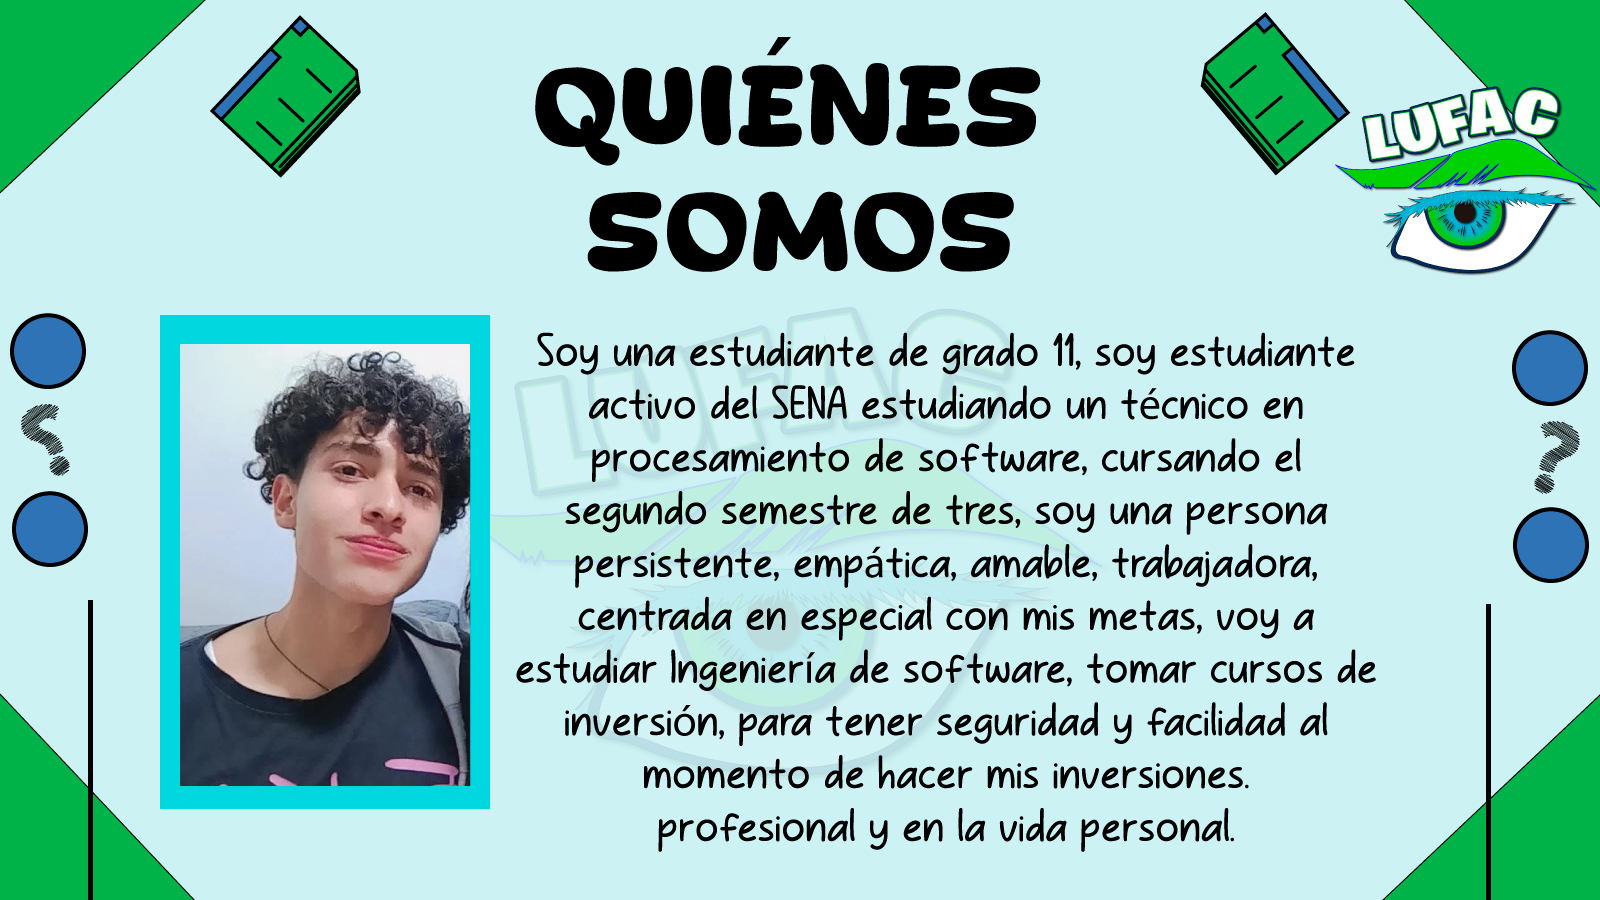 QUIÉNES
SOMOS
LUFAC
Soy una estudiante de grado 11, soy estudiante
activo del SENA estudiando un técnico en
procesamiento de software, cursando el
segundo semestre de tres, soy una persona
persistente, empática, amable, trabajadora,
centrada en especial con mis metas, voy a
estudiar Ingeniería de software, tomar cursos de
inversión, para tener seguridad y facilidad al
momento de hacer mis inversiones.
profesional y en la vida personal.
LUFAC
?
?